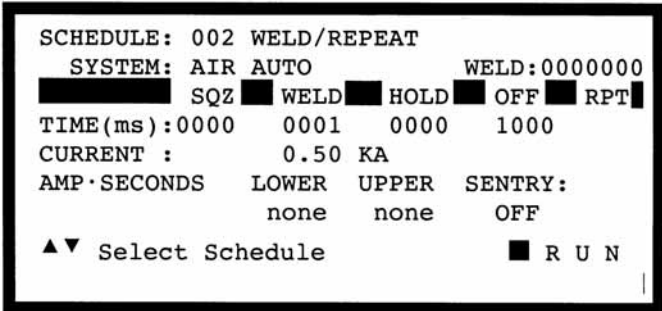 SCHEDULE: 002 WELD/REPEAT
SYSTEM: AIR AUTO WELD:0000000
SQZ WELD HOLD OFF RPT
TIME(ms):0000 0001 0000 1000
CURRENT : 0.50 KA
AMP·SECONDS LOWER UPPER SENTRY:
none none OFF
▲▼ Select Schedule ■ R U N